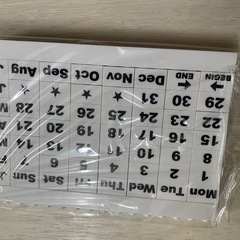 Mon Tue Wed Thu Fri Sat Sun
1 2 3 4 5 6 7
8 9 10 11 12 13 14
15 16 17 18 19 20 21
22 23 24 25 26 27 28
29 30 31 ★ ★ ★
BEGIN END Dec Nov Oct Sep Aug